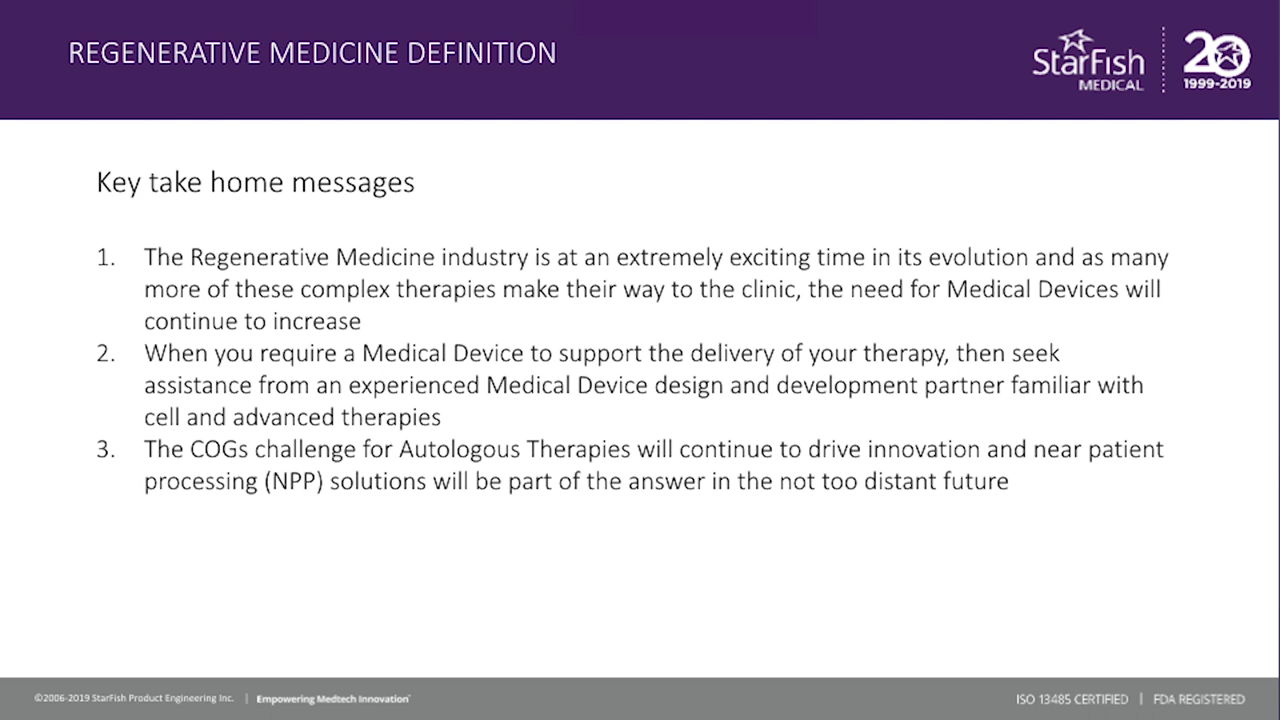 REGENERATIVE MEDICINE DEFINITION
StarFish
MEDICAL
20
1999-2019
Key take home messages
1. The Regenerative Medicine industry is at an extremely exciting time in its evolution and as many
more of these complex therapies make their way to the clinic, the need for Medical Devices will
continue to increase
2. When you require a Medical Device to support the delivery of your therapy, then seek
assistance from an experienced Medical Device design and development partner familiar with
cell and advanced therapies
3. The COGs challenge for Autologous Therapies will continue to drive innovation and near patient
processing (NPP) solutions will be part of the answer in the not too distant future
©2006-2019 StarFish Product Engineering Inc. | Empowering Medtech Innovation
ISO 13485 CERTIFIED | FDA REGISTERED